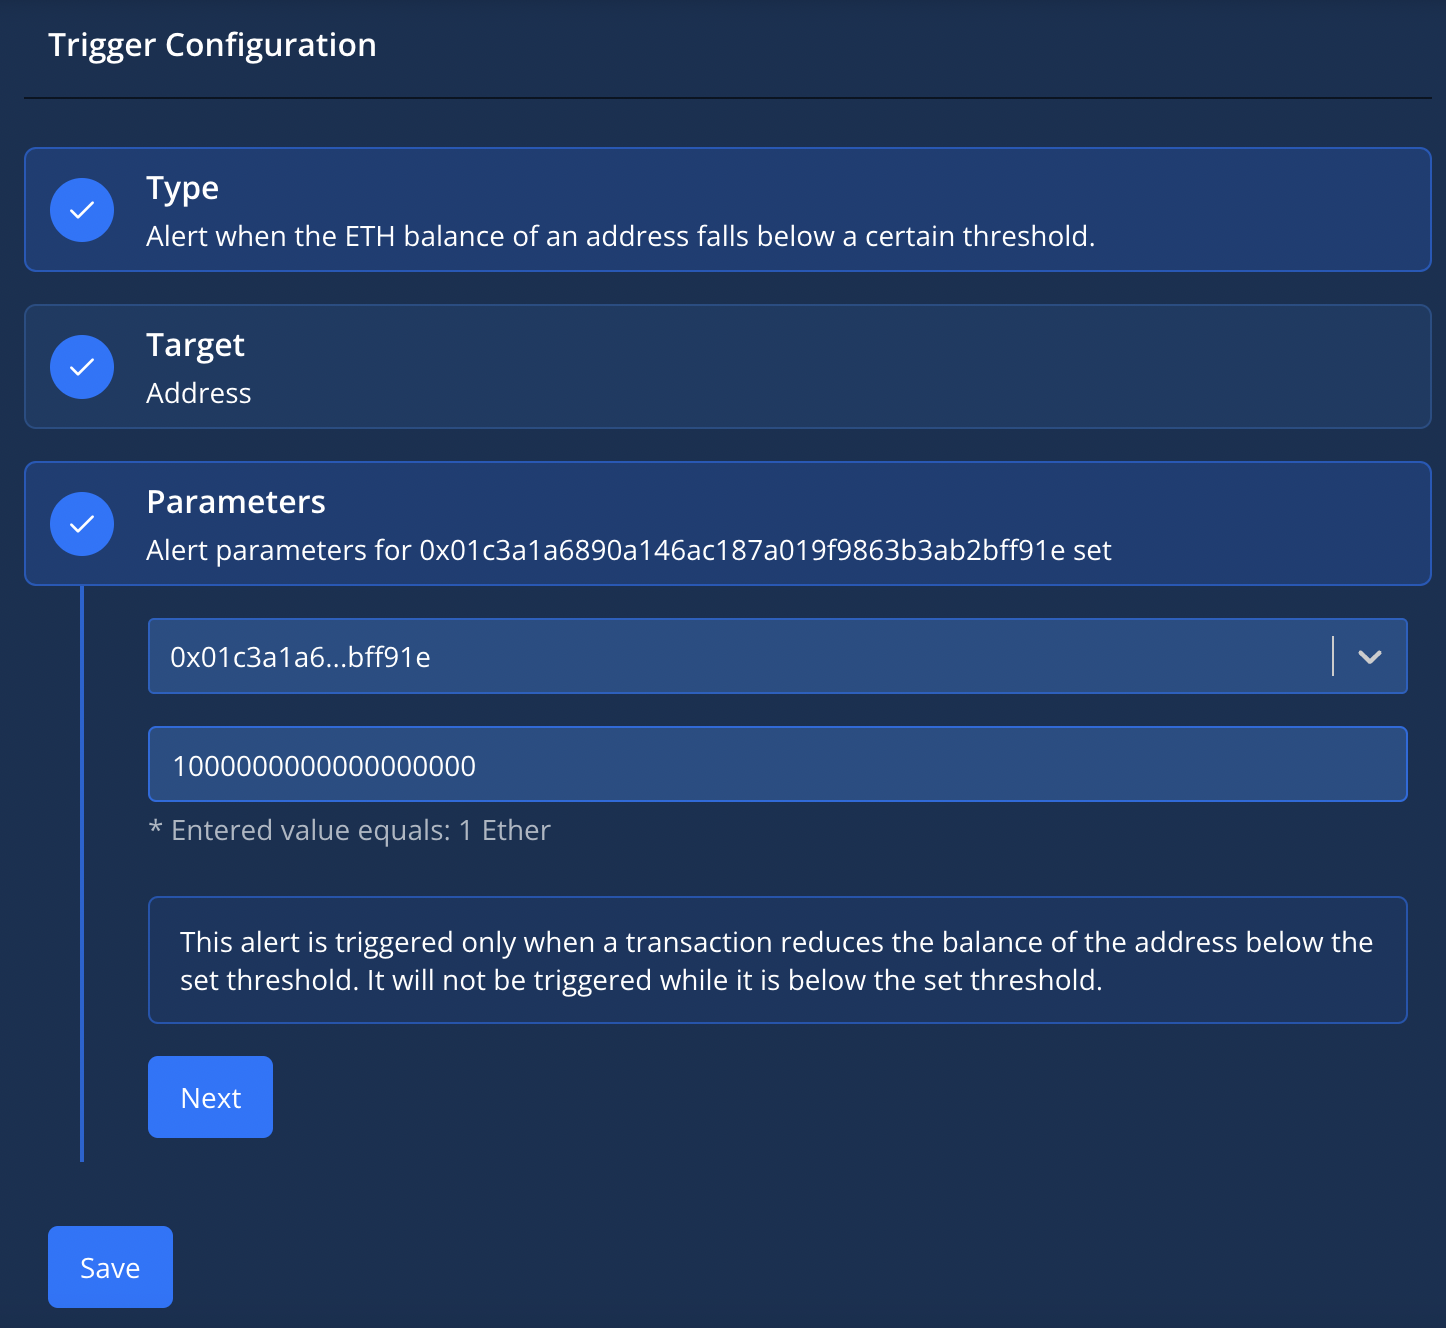 Trigger Configuration
Type
Alert when the ETH balance of an address falls below a certain threshold.
Target
Address
Parameters
Alert parameters for 0x01c3a1a6890a146ac187a019f9863b3ab2bff91e set
0x01c3a1a6...bff91e
1000000000000000000
* Entered value equals: 1 Ether
This alert is triggered only when a transaction reduces the balance of the address below the
set threshold. It will not be triggered while it is below the set threshold.
Next
Save